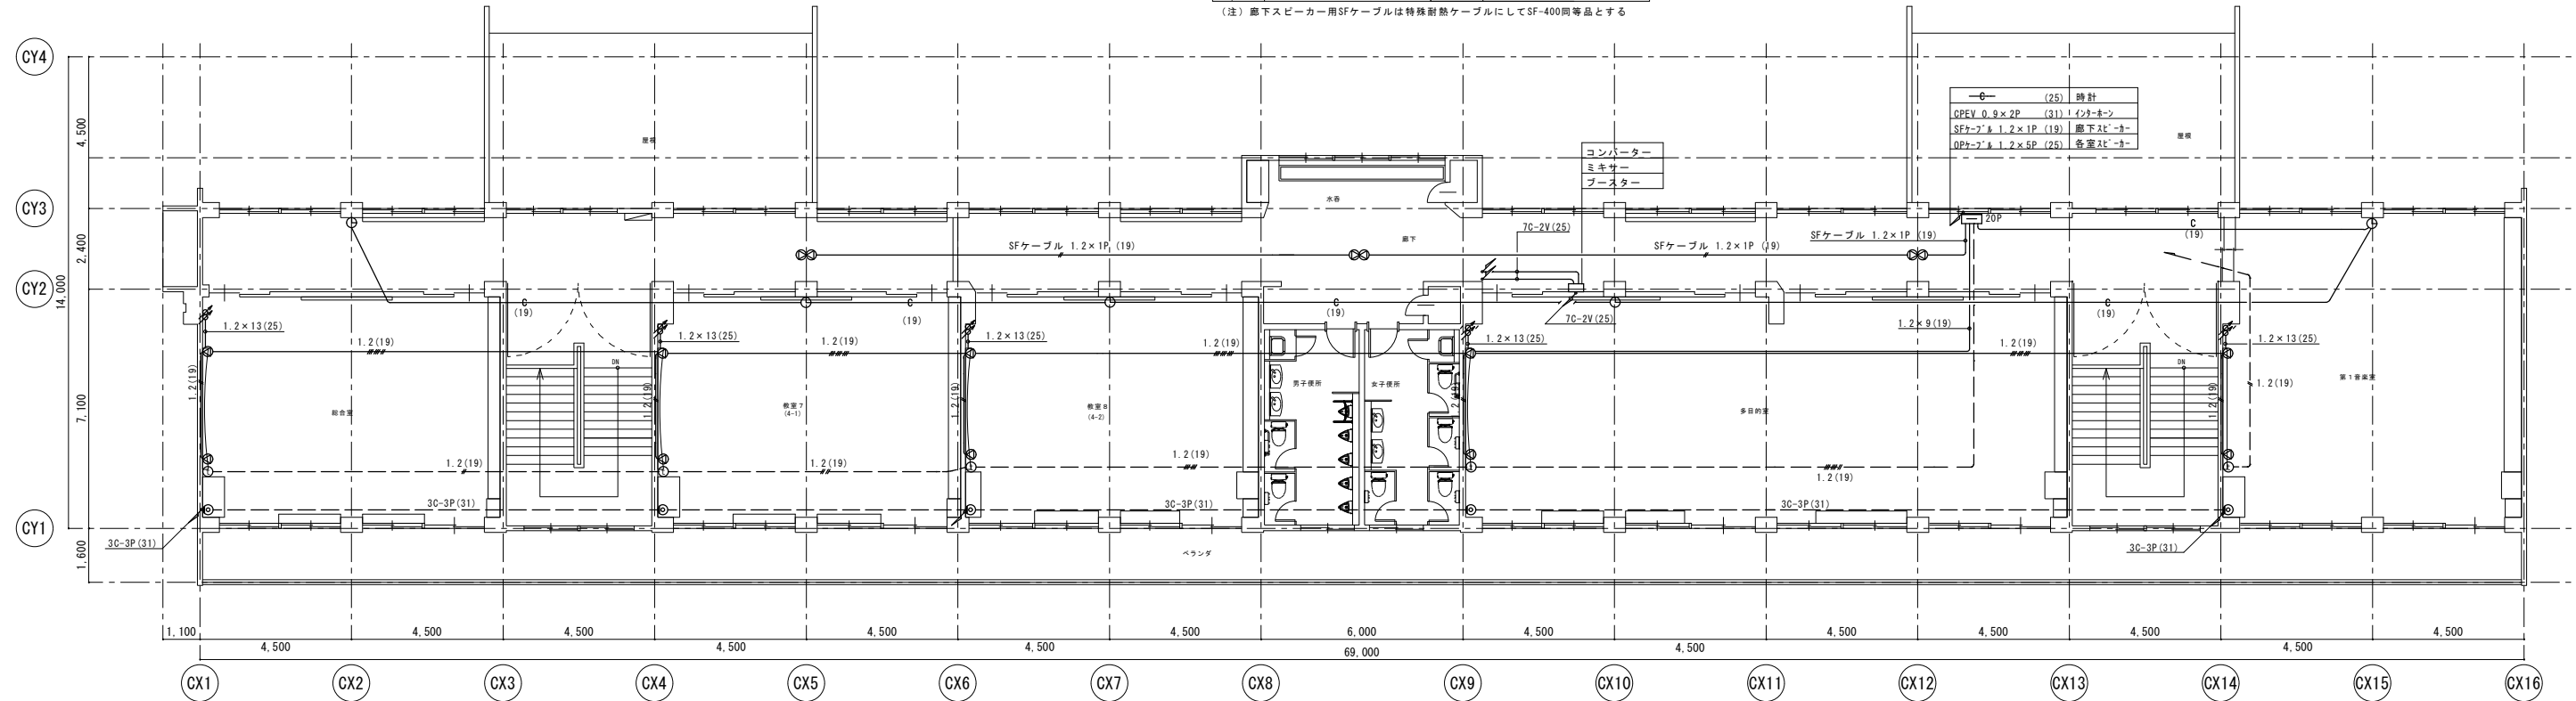 (注) 廊下スピーカー用SFケーブルは特殊耐熱ケーブルにしてSF-400同等品とする
CY4
CY3
CY2
CY1
4,500
2,400
14,000
7,100
1,600
屋根
屋根
C (25) 時計
CPEV 0.9×2P (31) インターホーン
SFケーブル 1.2×1P (19) 廊下スピーカー
OPケーブル 1.2×5P (25) 各室スピーカー
コンバーター
ミキサー
ブースター
水呑
廊下
7C-2V(25)
7C-2V(25)
20P
SFケーブル 1.2×1P (19)
SFケーブル 1.2×1P (19)
SFケーブル 1.2×1P (19)
C
(19)
C
(19)
C
(19)
C
(19)
C
(19)
1.2×13(25)
1.2×13(25)
1.2×13(25)
1.2×13(25)
1.2×9(19)
1.2×13(25)
1.2(19)
1.2(19)
1.2(19)
1.2(19)
1.2(19)
1.2(19)
1.2(19)
1.2(19)
1.2(19)
1.2(19)
DN
DN
総合室
教室7
(4-1)
教室8
(4-2)
男子便所
女子便所
多目的室
第1音楽室
1.2(19)
1.2(19)
1.2(19)
1.2(19)
3C-3P(31)
3C-3P(31)
3C-3P(31)
3C-3P(31)
3C-3P(31)
ベランダ
1,100
4,500
4,500
4,500
4,500
4,500
6,000
4,500
4,500
4,500
4,500
4,500
4,500
4,500
4,500
69,000
4,500
4,500
CX1
CX2
CX3
CX4
CX5
CX6
CX7
CX8
CX9
CX10
CX11
CX12
CX13
CX14
CX15
CX16